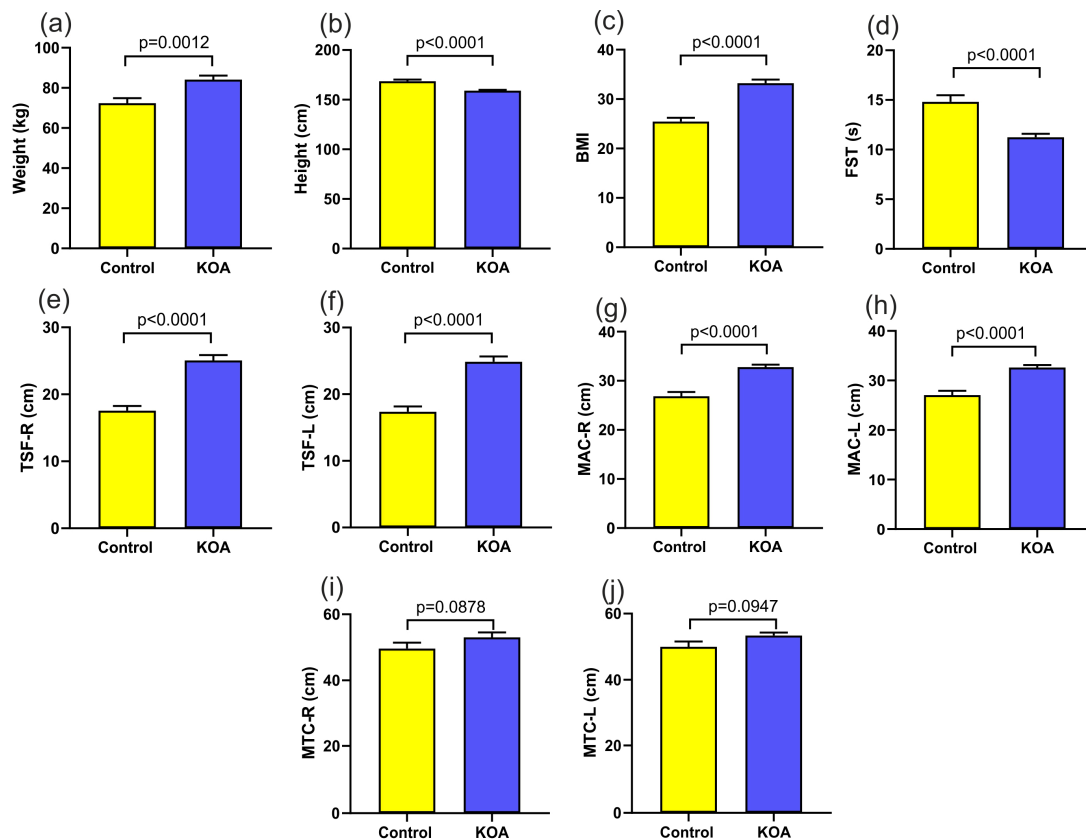 (a)
p=0.0012
Weight (kg)
100
80
60
40
20
0
Control KOA
(b)
p<0.0001
Height (cm)
200
150
100
50
0
Control KOA
(c)
p<0.0001
BMI
40
30
20
10
0
Control KOA
(d)
p<0.0001
FST (s)
20
15
10
5
0
Control KOA
(e)
p<0.0001
TSF-R (cm)
30
20
10
0
Control KOA
(f)
p<0.0001
TSF-L (cm)
30
20
10
0
Control KOA
(g)
p<0.0001
MAC-R (cm)
40
30
20
10
0
Control KOA
(h)
p<0.0001
MAC-L (cm)
40
30
20
10
0
Control KOA
(i)
p=0.0878
MTC-R (cm)
60
40
20
0
Control KOA
(j)
p=0.0947
MTC-L (cm)
60
40
20
0
Control KOA